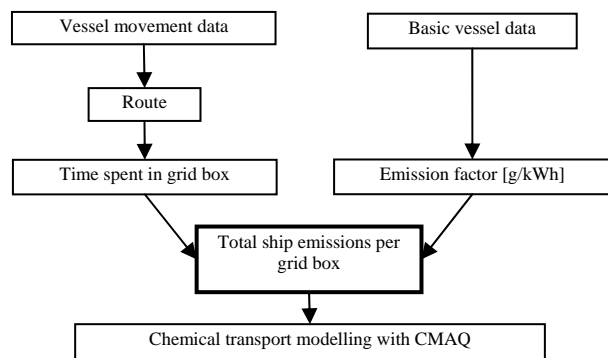 Vessel movement data
Basic vessel data
Route
Time spent in grid box
Emission factor [g/kWh]
Total ship emissions per
grid box
Chemical transport modelling with CMAQ